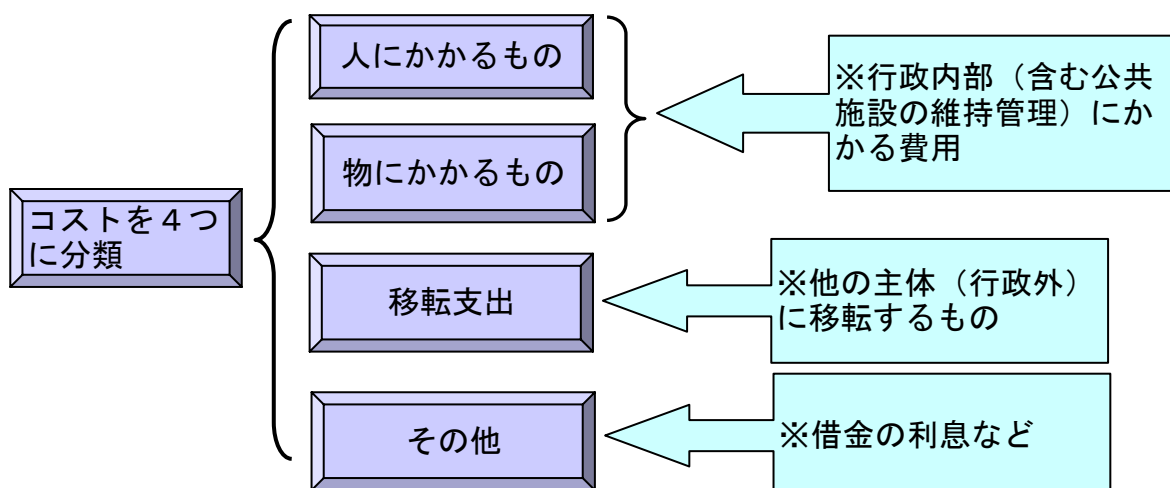 人にかかるもの
※行政内部（含む公共
施設の維持管理）にか
かる費用
物にかかるもの
コストを４つ
に分類
移転支出
※他の主体（行政外）
に移転するもの
その他
※借金の利息など